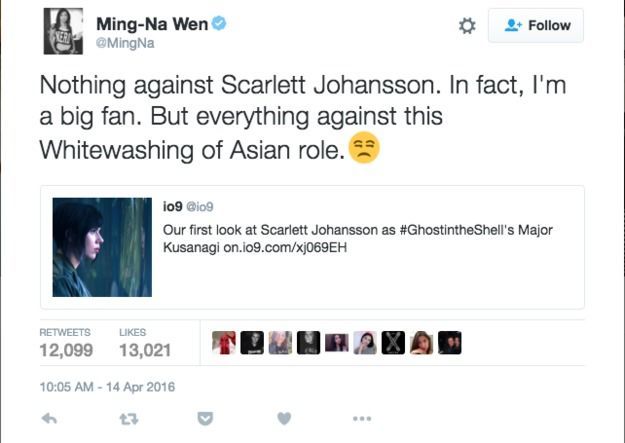 Ming-Na Wen
@MingNa
Follow
Nothing against Scarlett Johansson. In fact, I'm
a big fan. But everything against this
Whitewashing of Asian role.
io9 @io9
Our first look at Scarlett Johansson as #GhostintheShell's Major
Kusanagi on.io9.com/xj069EH
RETWEETS LIKES
12,099 13,021
10:05 AM - 14 Apr 2016